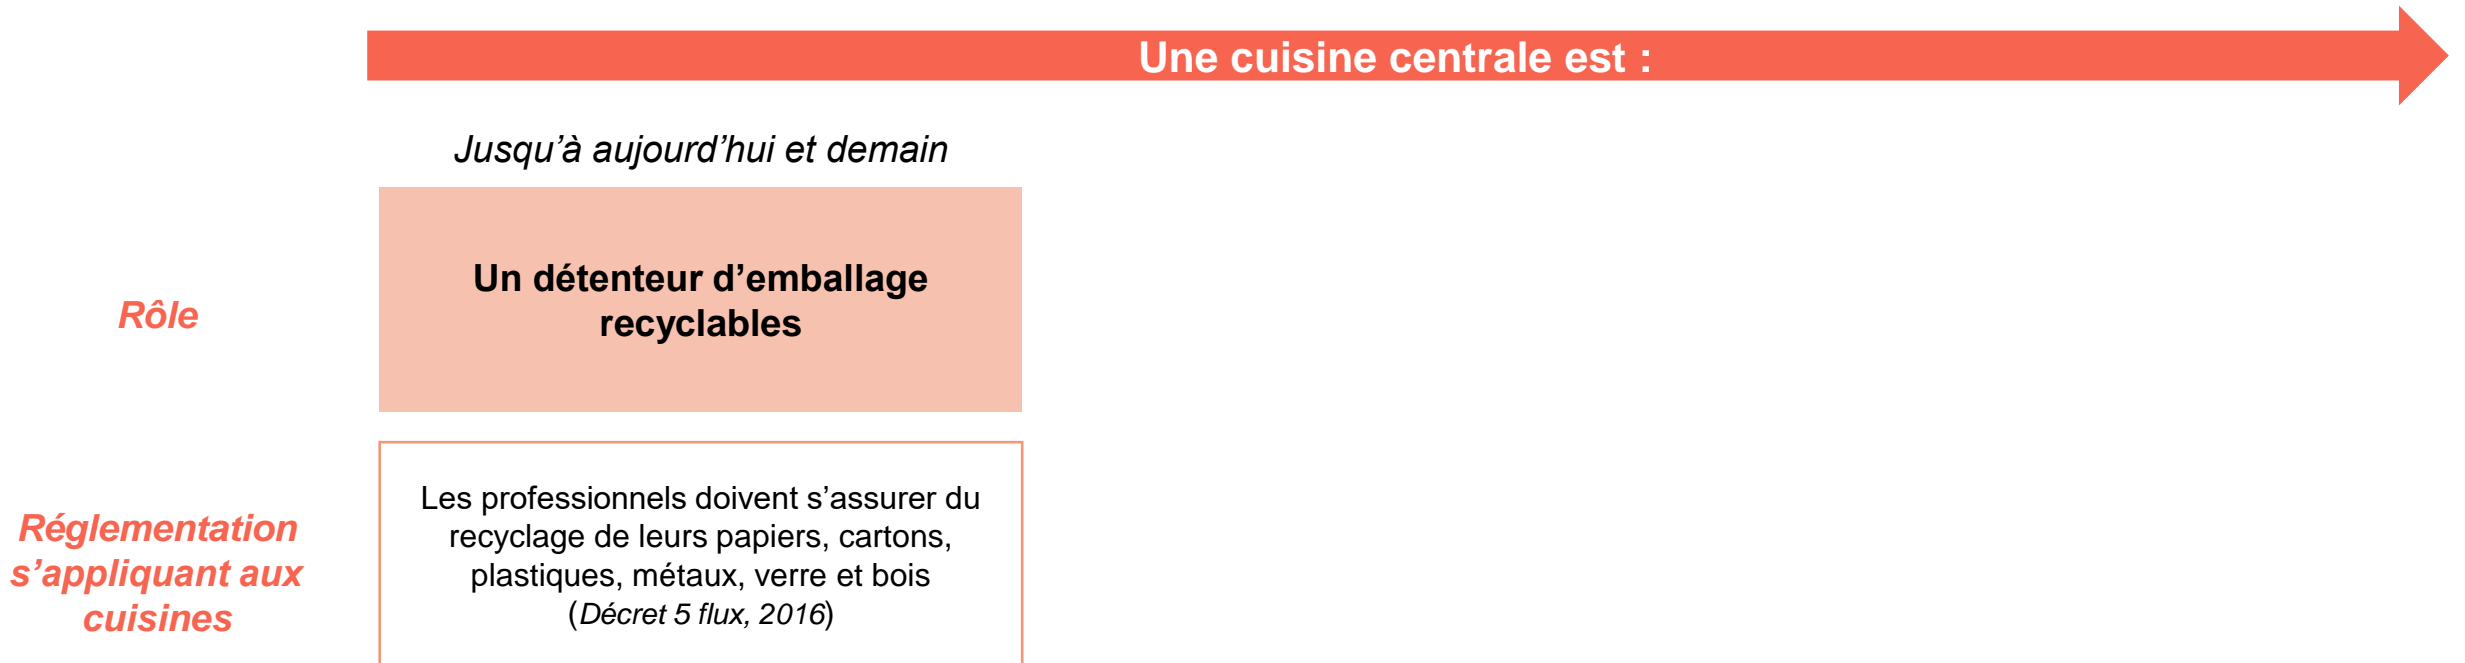 Une cuisine centrale est :
Jusqu’à aujourd’hui et demain
Rôle
Un détenteur d’emballage
recyclables
Réglementation
s’appliquant aux
cuisines
Les professionnels doivent s’assurer du
recyclage de leurs papiers, cartons,
plastiques, métaux, verre et bois
(Décret 5 flux, 2016)